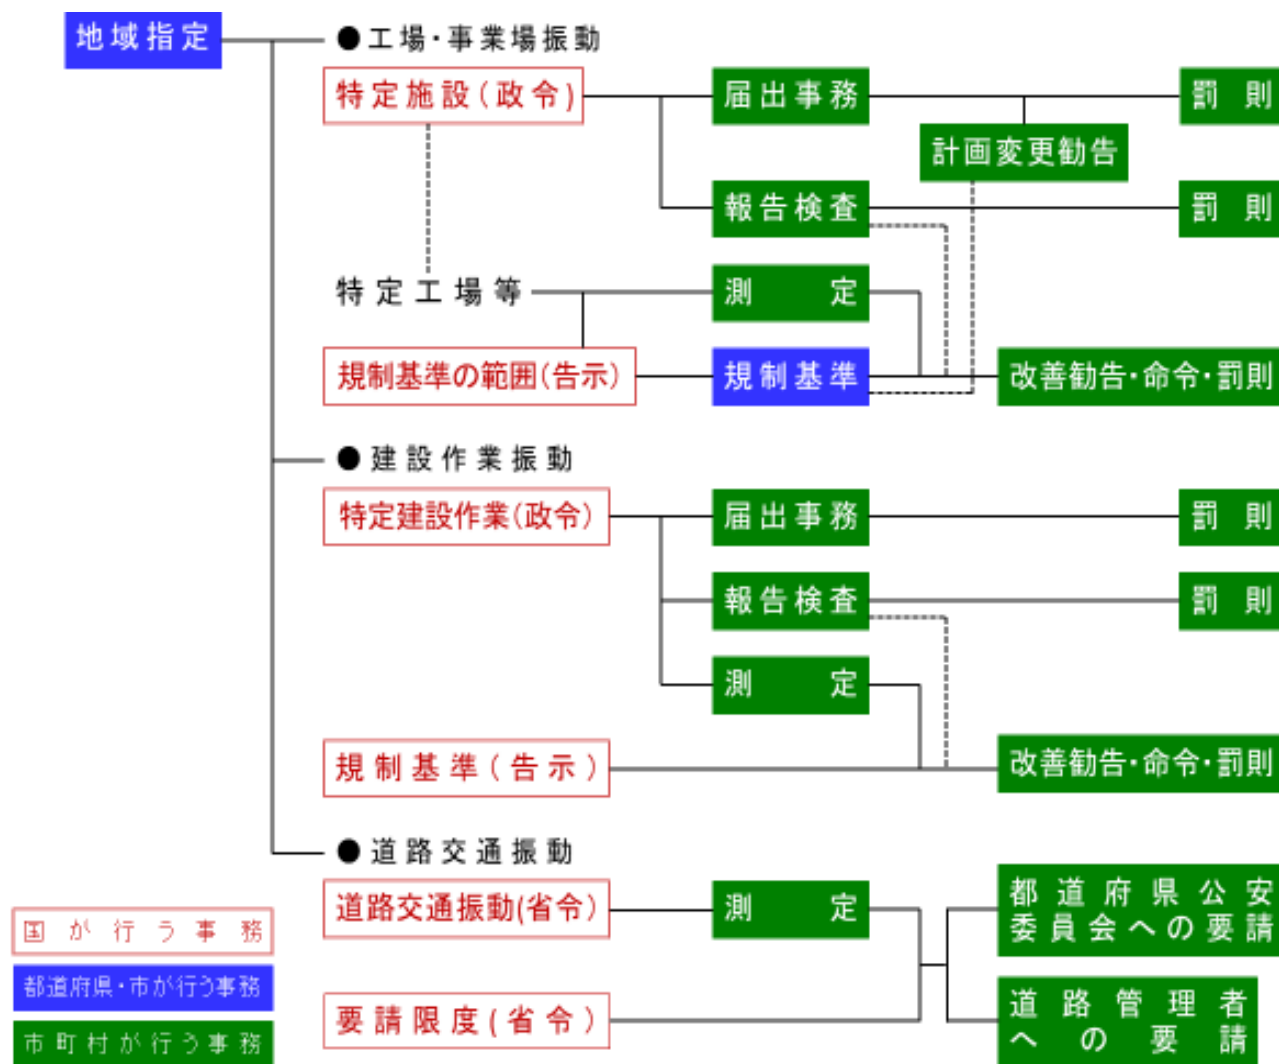 地域指定
●工場・事業場振動
特定施設(政令)
届出事務
罰則
計画変更勧告
報告検査
罰則
特定工場等
測定
規制基準の範囲(告示)
規制基準
改善勧告・命令・罰則
●建設作業振動
特定建設作業(政令)
届出事務
罰則
報告検査
罰則
測定
規制基準(告示)
改善勧告・命令・罰則
●道路交通振動
道路交通振動(省令)
測定
都道府県公安
委員会への要請
要請限度(省令)
道路管理者
への要請
国が行う事務
都道府県・市が行う事務
市町村が行う事務